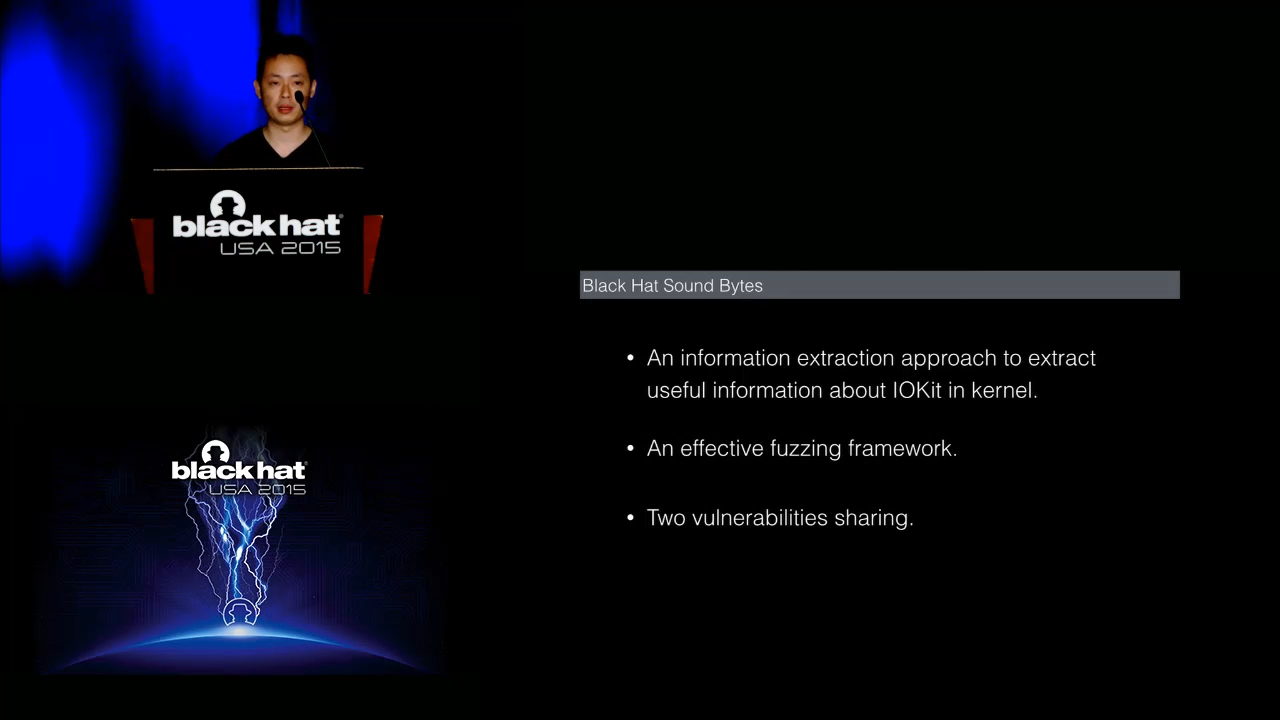 black hat
USA 2015
Black Hat Sound Bytes
• An information extraction approach to extract
useful information about IOKit in kernel.
• An effective fuzzing framework.
• Two vulnerabilities sharing.
black hat
USA 2015